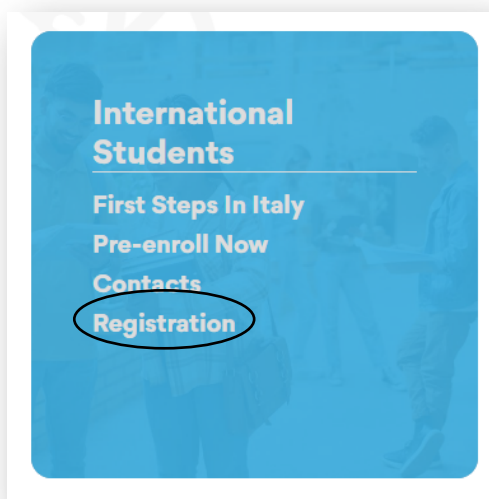 International
Students
First Steps In Italy
Pre-enroll Now
Contacts
Registration